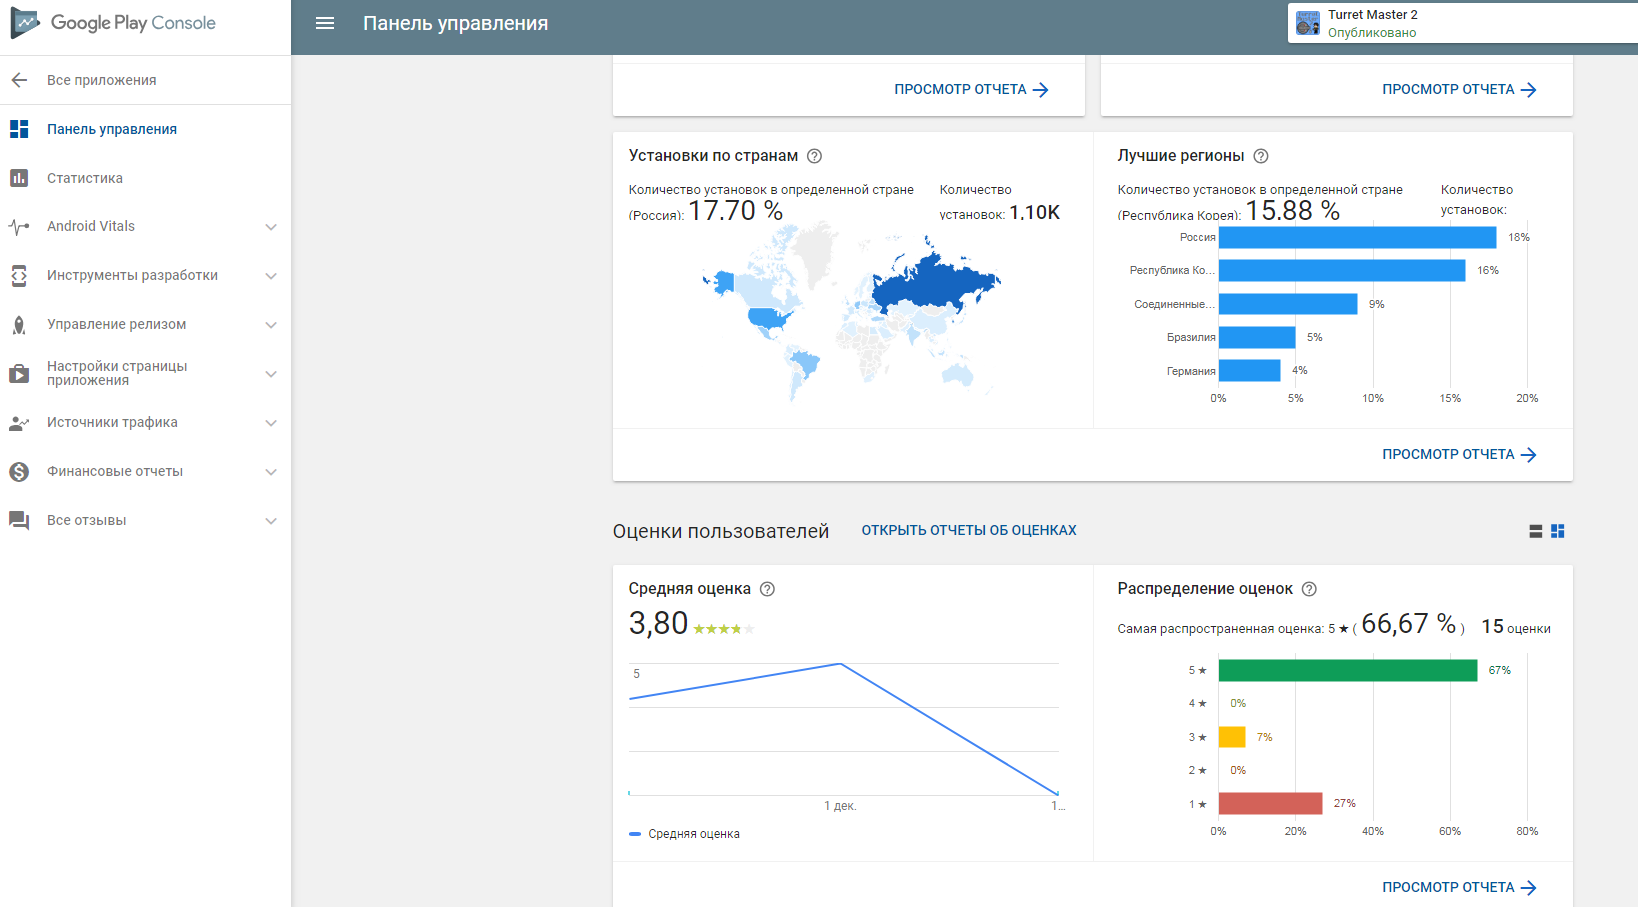 Google Play Console
Панель управления
Turret Master 2
Опубликовано
Все приложения
Панель управления
Статистика
Android Vitals
Инструменты разработки
Управление релизом
Настройки страницы
приложения
Источники трафика
Финансовые отчеты
Все отзывы
ПРОСМОТР ОТЧЕТА
ПРОСМОТР ОТЧЕТА
Установки по странам
Количество установок в определенной стране
(Россия): 17,70 %
Количество
установок: 1,10K
Лучшие регионы
Количество установок в определенной стране
(Республика Корея): 15,88 %
Количество
установок:
Россия 18%
Республика Ко... 16%
Соединенные... 9%
Бразилия 5%
Германия 4%
0% 5% 10% 15% 20%
ПРОСМОТР ОТЧЕТА
Оценки пользователей
ОТКРЫТЬ ОТЧЕТЫ ОБ ОЦЕНКАХ
Средняя оценка
3,80 ★★★★★
5
1 дек.
1...
Средняя оценка
Распределение оценок
Самая распространенная оценка: 5 ★ ( 66,67 % ) 15 оценки
5 ★ 67%
4 ★ 0%
3 ★ 7%
2 ★ 0%
1 ★ 27%
0% 20% 40% 60% 80%
ПРОСМОТР ОТЧЕТА